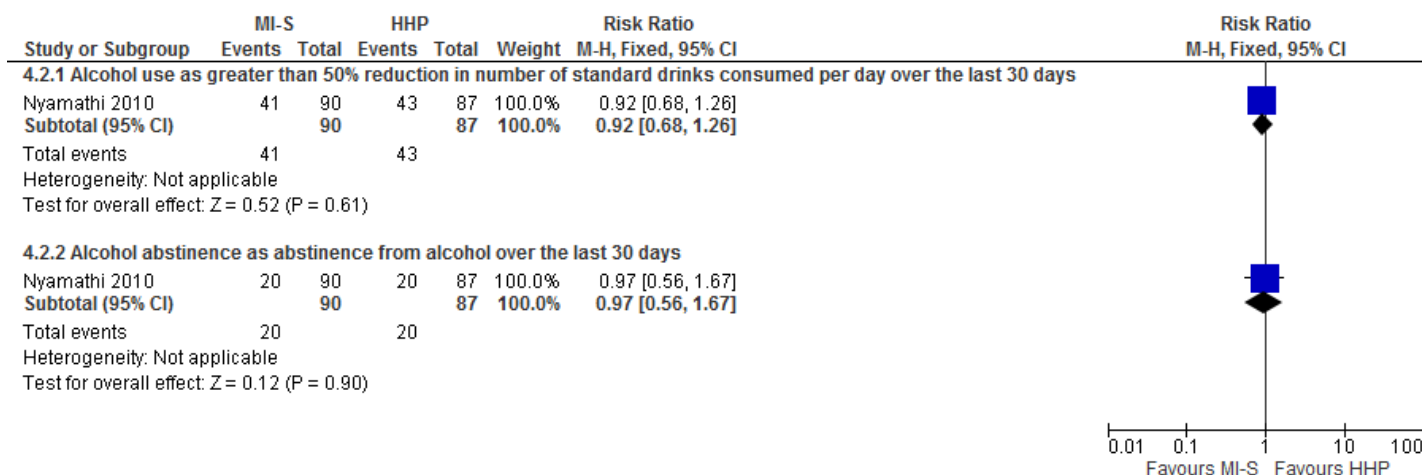 MI-S HHP Risk Ratio Risk Ratio
Study or Subgroup Events Total Events Total Weight M-H, Fixed, 95% CI M-H, Fixed, 95% CI
4.2.1 Alcohol use as greater than 50% reduction in number of standard drinks consumed per day over the last 30 days
Nyamathi 2010 41 90 43 87 100.0% 0.92 [0.68, 1.26]
Subtotal (95% CI) 90 87 100.0% 0.92 [0.68, 1.26]
Total events 41 43
Heterogeneity: Not applicable
Test for overall effect: Z = 0.52 (P = 0.61)
4.2.2 Alcohol abstinence as abstinence from alcohol over the last 30 days
Nyamathi 2010 20 90 20 87 100.0% 0.97 [0.56, 1.67]
Subtotal (95% CI) 90 87 100.0% 0.97 [0.56, 1.67]
Total events 20 20
Heterogeneity: Not applicable
Test for overall effect: Z = 0.12 (P = 0.90)
0.01 0.1 1 10 100
Favours MI-S Favours HHP